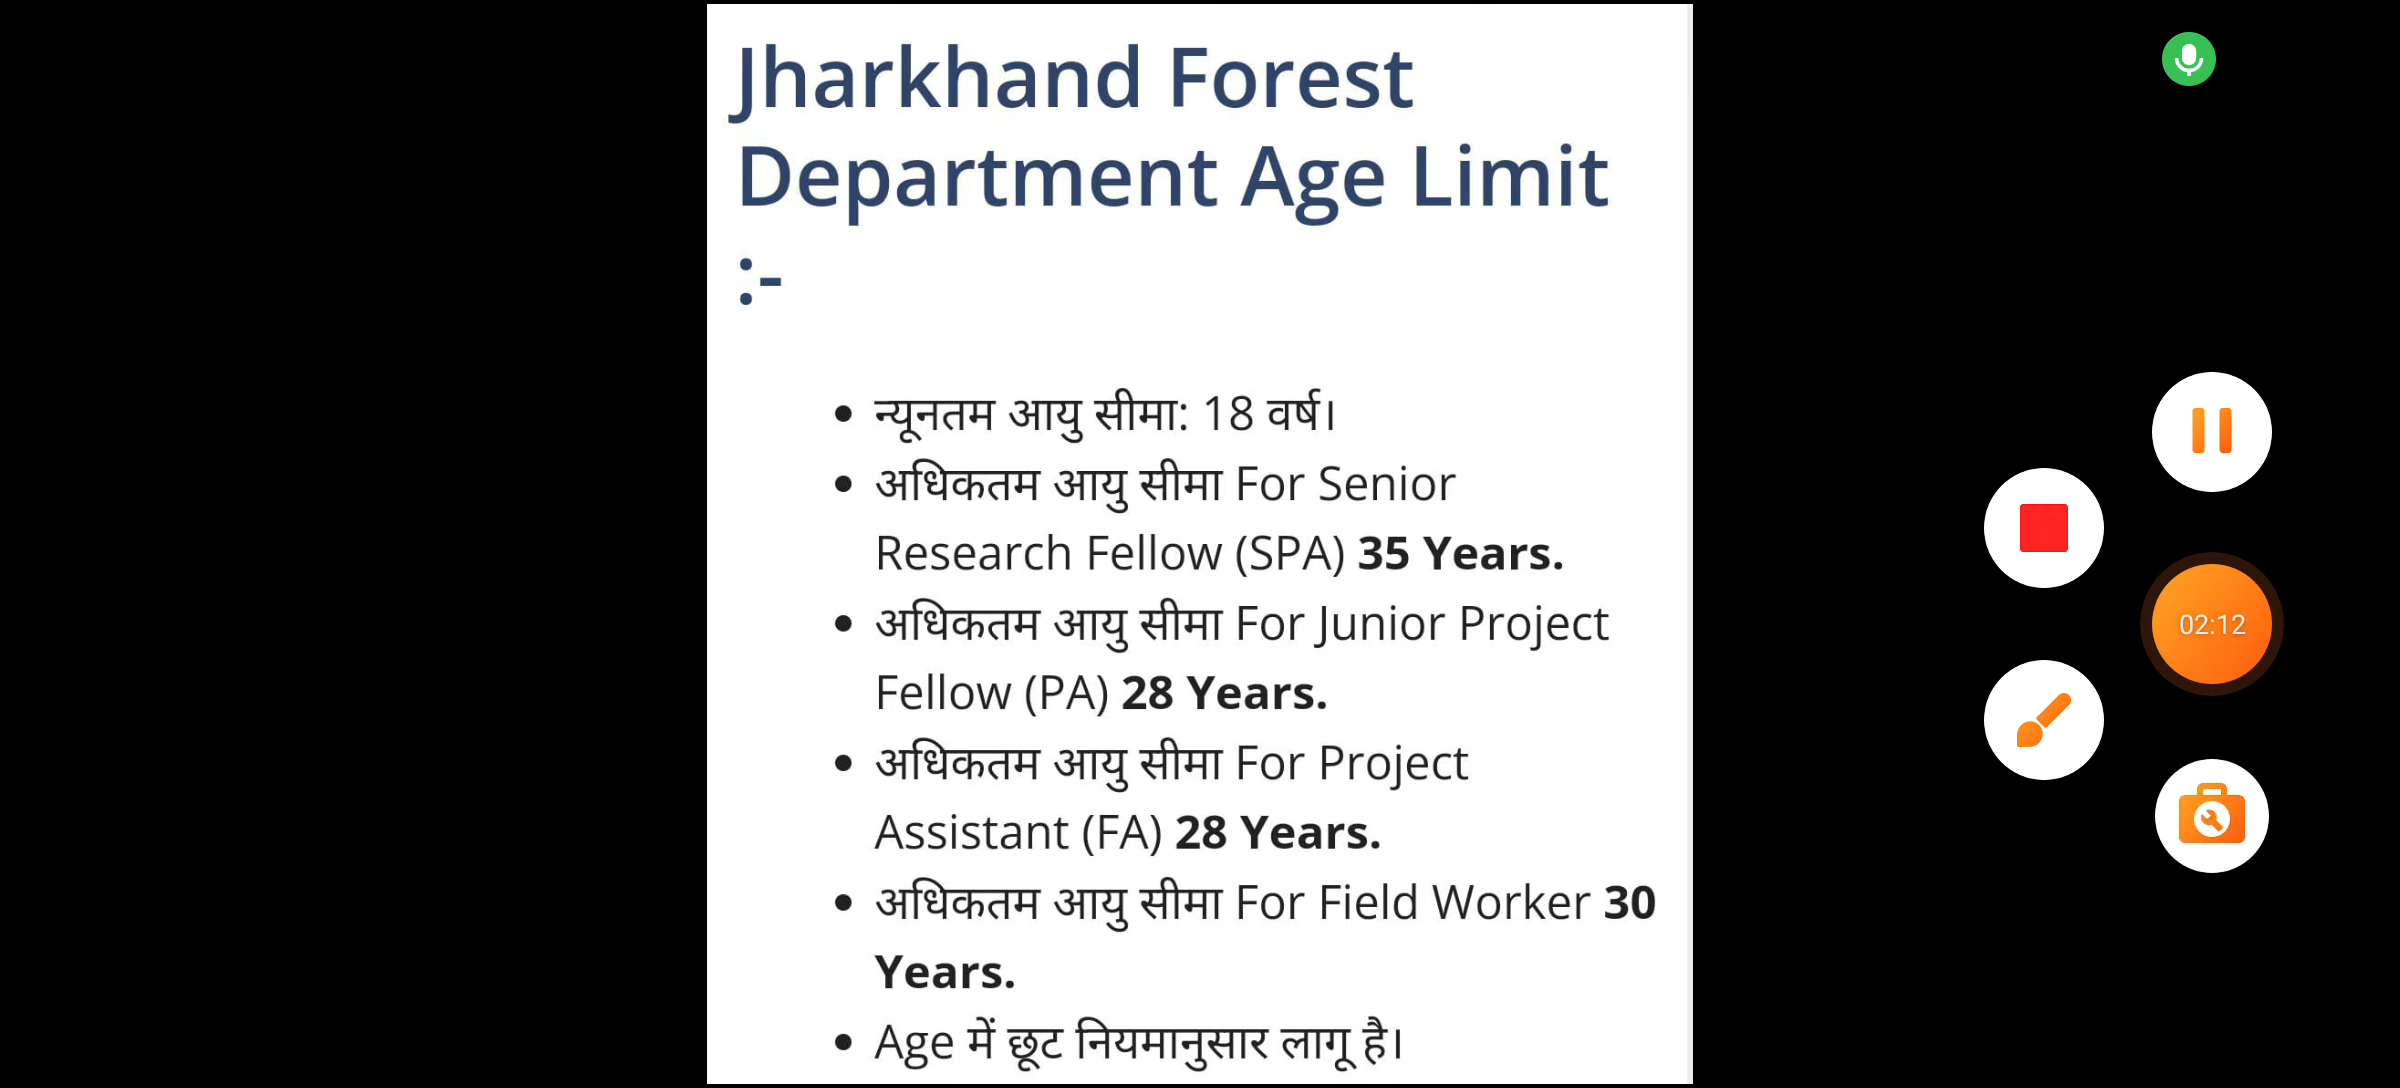 Jharkhand Forest
Department Age Limit
:-
• न्यूनतम आयु सीमा: 18 वर्ष।
• अधिकतम आयु सीमा For Senior
Research Fellow (SPA) 35 Years.
• अधिकतम आयु सीमा For Junior Project
Fellow (PA) 28 Years.
• अधिकतम आयु सीमा For Project
Assistant (FA) 28 Years.
• अधिकतम आयु सीमा For Field Worker 30
Years.
• Age में छूट नियमानुसार लागू है।
02:12